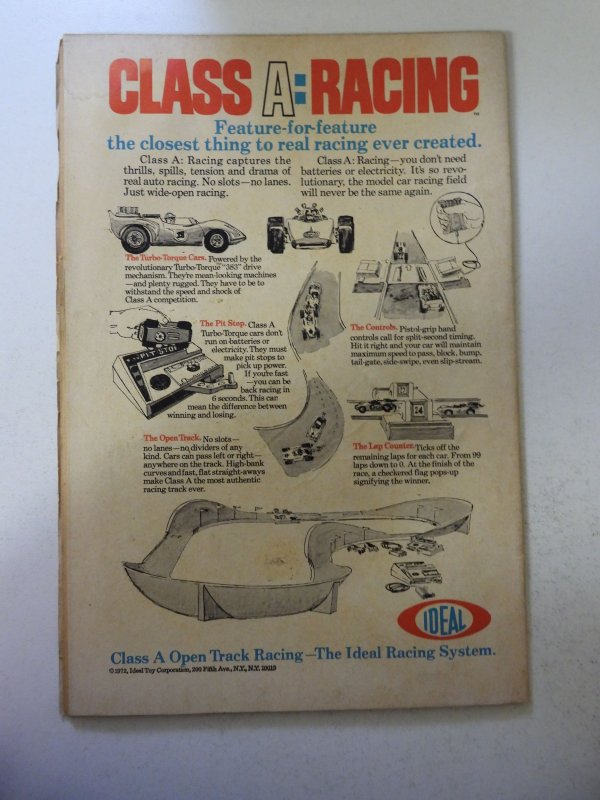 CLASS A: RACING
TM
Feature-for-feature
the closest thing to real racing ever created.
Class A: Racing captures the
thrills, spills, tension and drama of
real auto racing. No slots—no lanes.
Just wide-open racing.
Class A: Racing—you don't need
batteries or electricity. It's so revo-
lutionary, the model car racing field
will never be the same again.
The Turbo-Torque Cars. Powered by the
revolutionary Turbo-Torque "383" drive
mechanism. They're mean-looking machines
—and plenty rugged. They have to be to
withstand the speed and shock of
Class A competition.
The Pit Stop. Class A
Turbo-Torque cars don't
run on batteries or
electricity. They must
make pit stops to
pick up power.
If you're fast
—you can be
back racing in
6 seconds. This can
mean the difference between
winning and losing.
PIT STOP
The Controls. Pistol-grip hand
controls call for split-second timing.
Hit it right and your car will maintain
maximum speed to pass, block, bump,
tail-gate, side-swipe, even slip-stream.
The Open Track. No slots—
no lanes—no dividers of any
kind. Cars can pass left or right—
anywhere on the track. High-bank
curves and fast, flat straight-aways
make Class A the most authentic
racing track ever.
24
The Lap Counter. Ticks off the
remaining laps for each car. From 99
laps down to 0. At the finish of the
race, a checkered flag pops-up
signifying the winner.
IDEAL
Class A Open Track Racing—The Ideal Racing System.
© 1972, Ideal Toy Corporation, 200 Fifth Ave., N.Y., N.Y. 10010